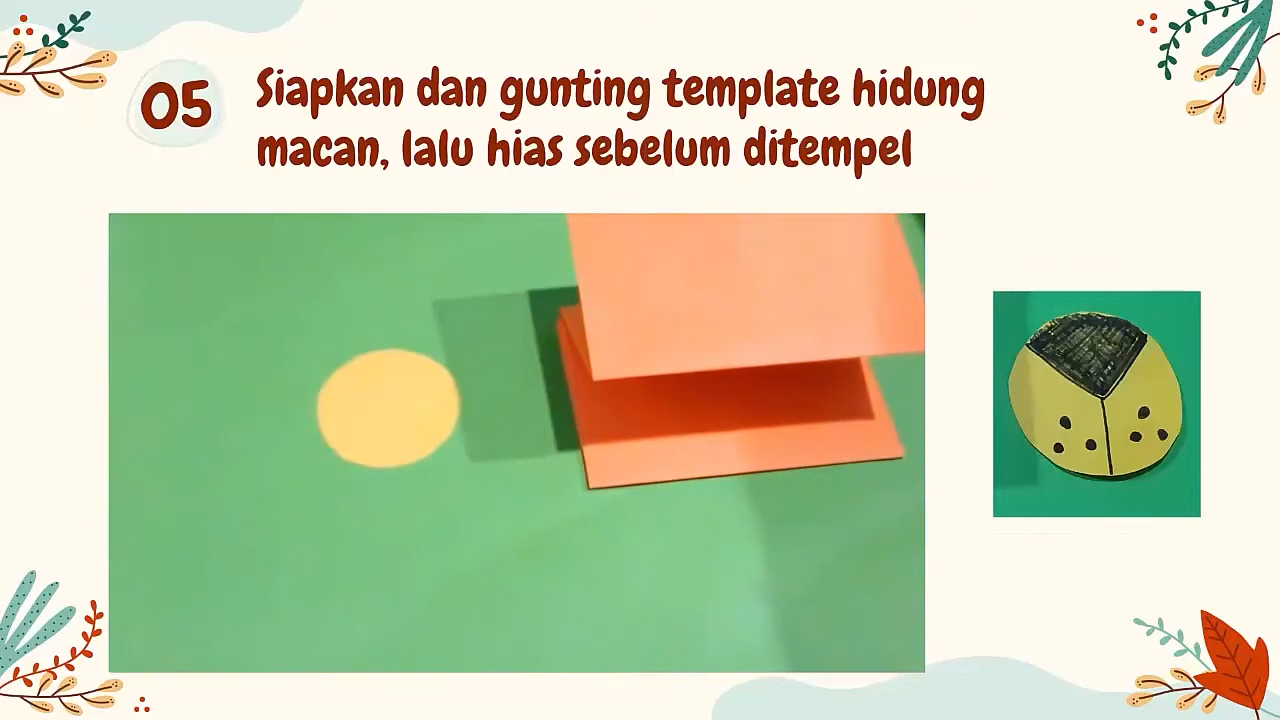 05
Siapkan dan gunting template hidung
macan, lalu hias sebelum ditempel